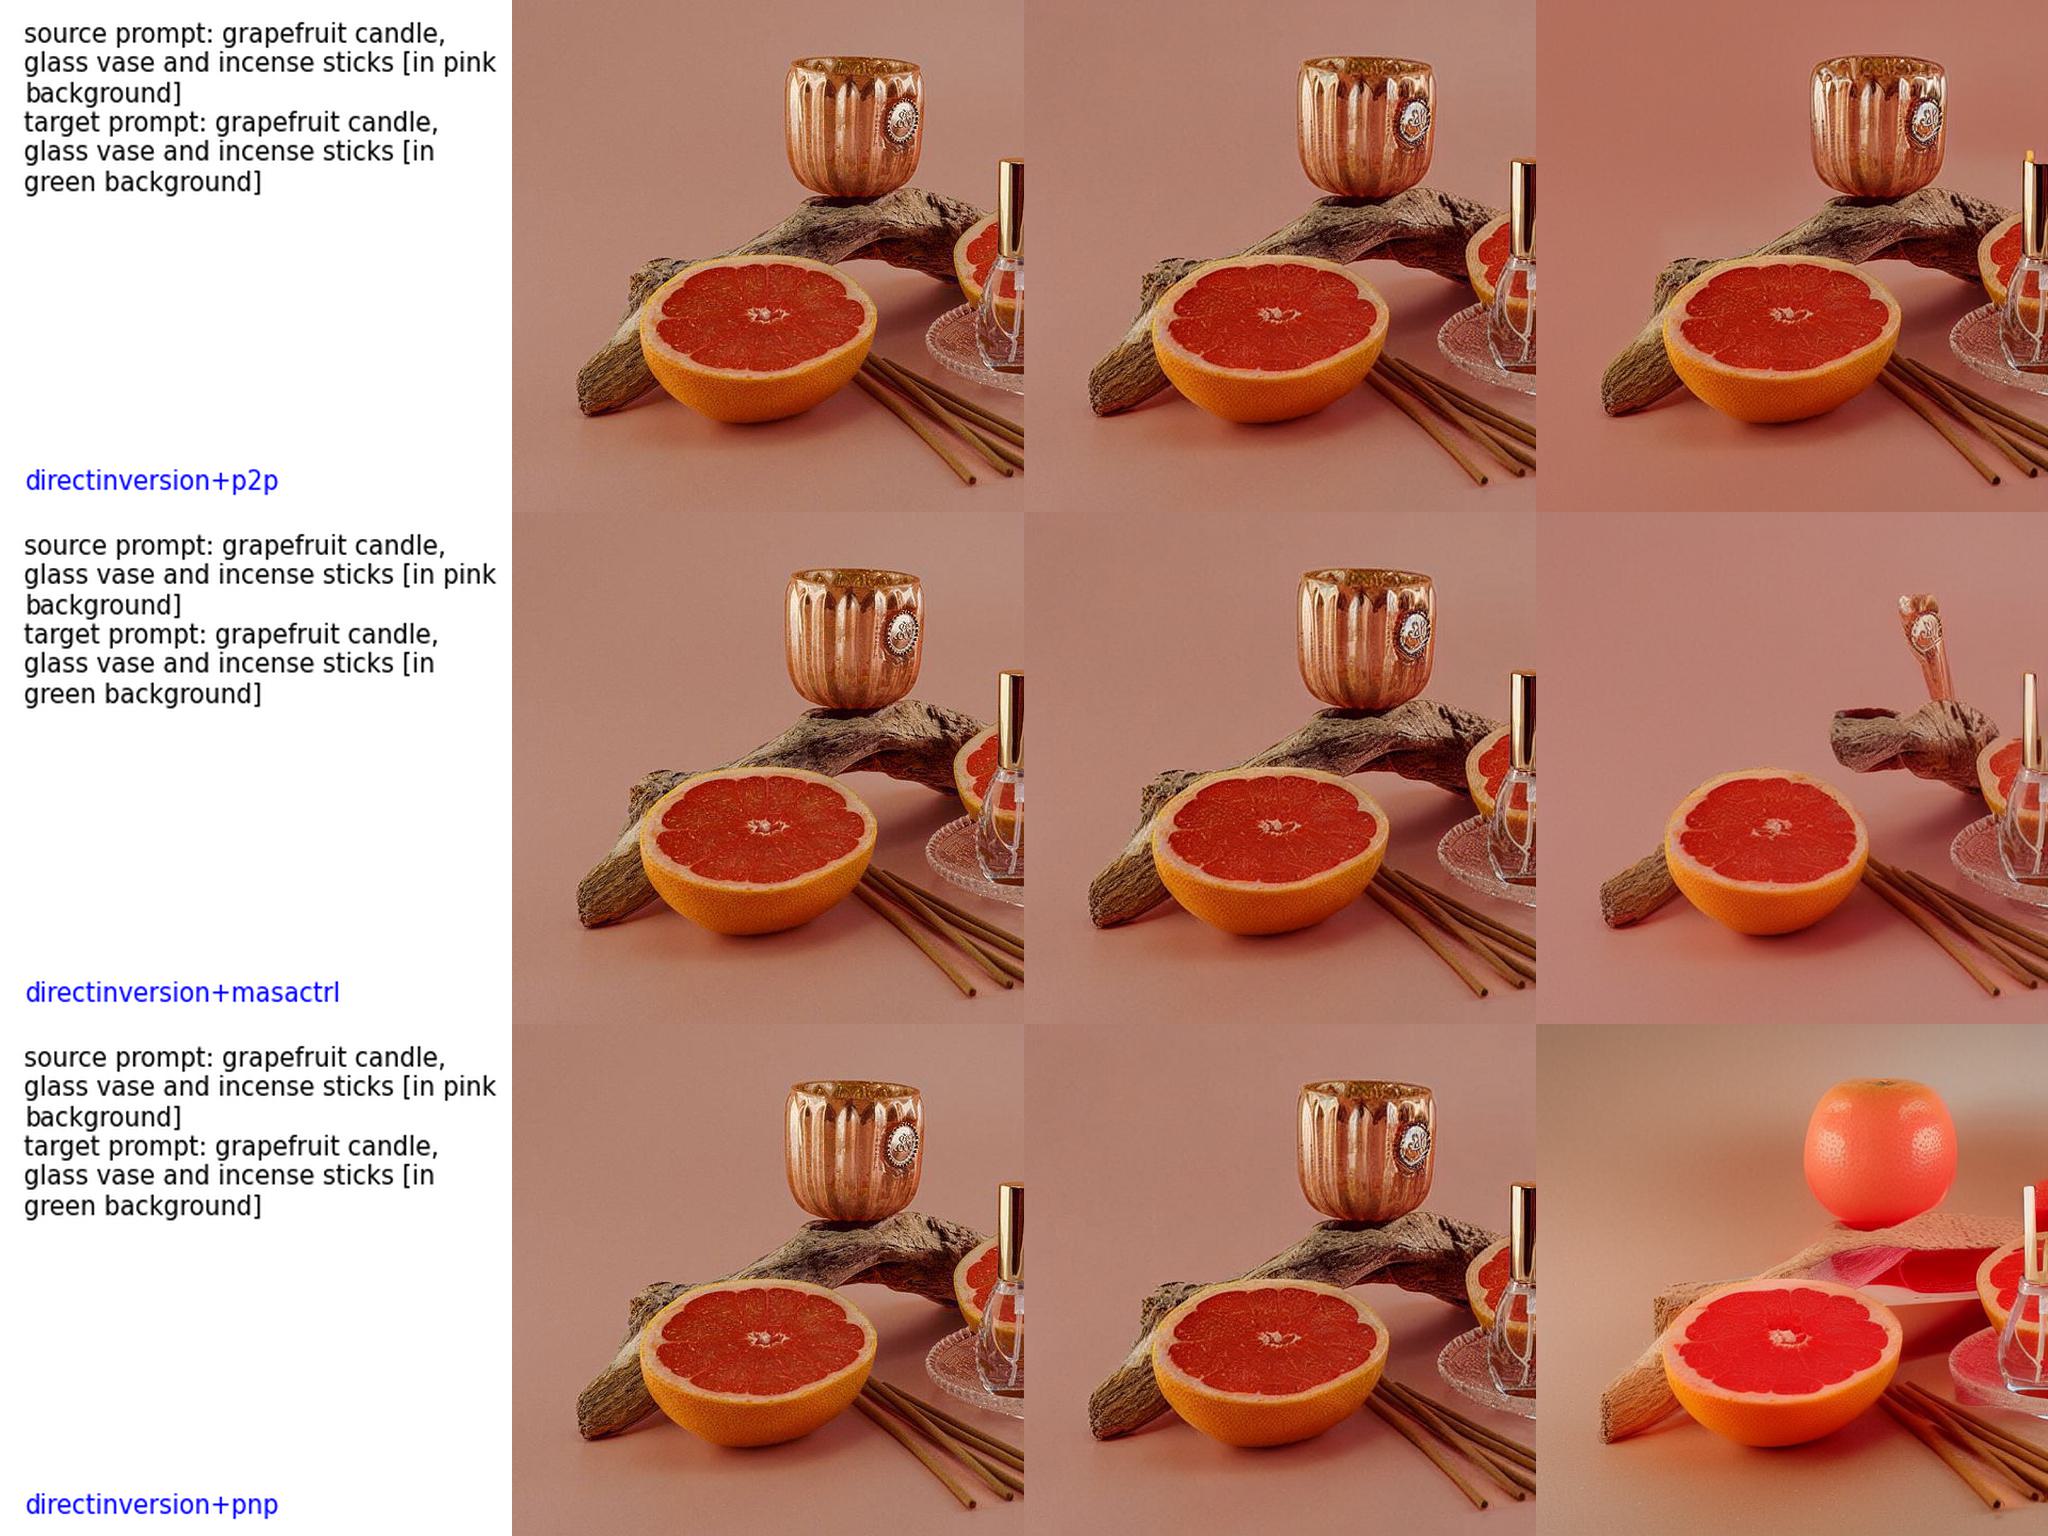 source prompt: grapefruit candle,
glass vase and incense sticks [in pink
background]
target prompt: grapefruit candle,
glass vase and incense sticks [in
green background]
directinversion+p2p
source prompt: grapefruit candle,
glass vase and incense sticks [in pink
background]
target prompt: grapefruit candle,
glass vase and incense sticks [in
green background]
directinversion+masactrl
source prompt: grapefruit candle,
glass vase and incense sticks [in pink
background]
target prompt: grapefruit candle,
glass vase and incense sticks [in
green background]
directinversion+pnp